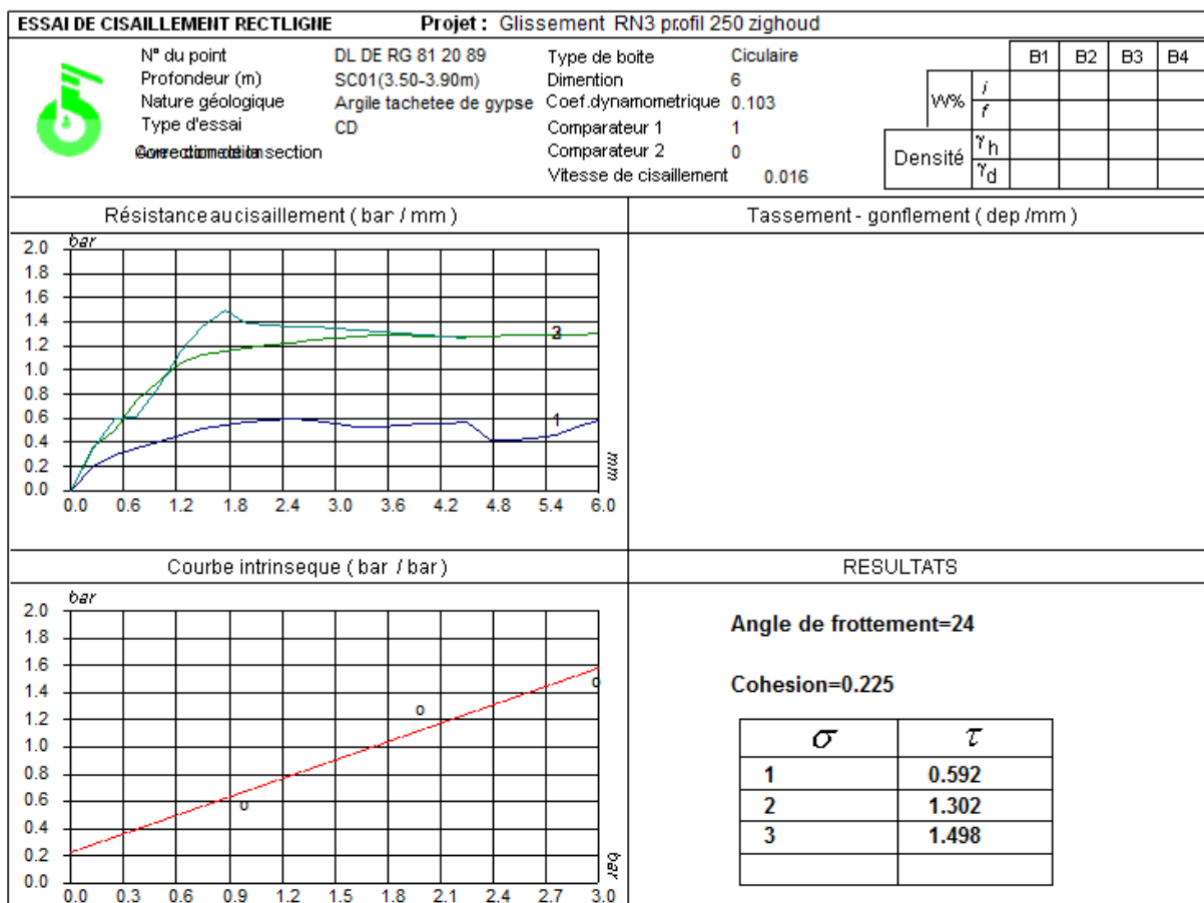 ESSAI DE CISAILLEMENT RECTLIGNE Projet : Glissement RN3 profil 250 zighoud
N° du point DL DE RG 81 20 89
Profondeur (m) SC01(3.50-3.90m)
Nature géologique Argile tachetee de gypse
Type d'essai CD
section
Type de boite Ciculaire
Dimention 6
Coef.dynamometrique 0.103
Comparateur 1 1
Comparateur 2 0
Vitesse de cisaillement 0.016
B1 B2 B3 B4
W% i
f
Densité γh
γd
Résistance au cisaillement ( bar / mm )
bar
2.0
1.8
1.6
1.4
1.2
1.0
0.8
0.6
0.4
0.2
0.0
3
1
mm
0.0 0.6 1.2 1.8 2.4 3.0 3.6 4.2 4.8 5.4 6.0
Tassement - gonflement ( dep /mm )
Courbe intrinseque ( bar / bar )
bar
2.0
1.8
1.6
1.4
1.2
1.0
0.8
0.6
0.4
0.2
0.0
bar
0.0 0.3 0.6 0.9 1.2 1.5 1.8 2.1 2.4 2.7 3.0
RESULTATS
Angle de frottement=24
Cohesion=0.225
σ τ
1 0.592
2 1.302
3 1.498